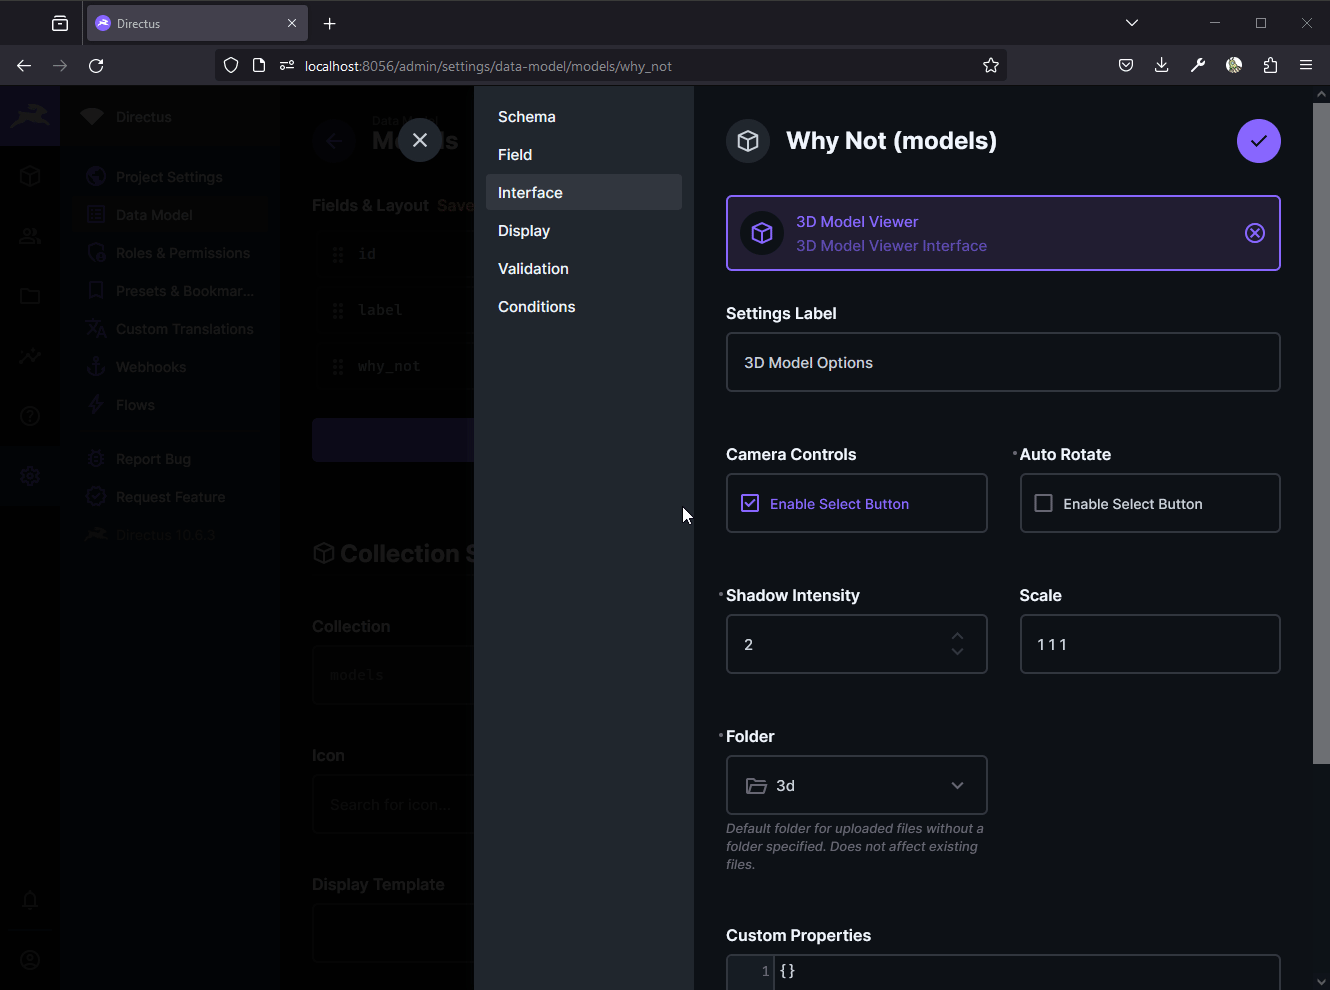 Directus
localhost:8056/admin/settings/data-model/models/why_not
Directus
Project Settings
Data Model
Roles & Permissions
Presets & Bookmar...
Custom Translations
Webhooks
Flows
Report Bug
Request Feature
Directus 10.6.3
Data Model
Fields & Layout Save
id
label
why_not
Collection S
Collection
models
Icon
Search for icon...
Display Template
Schema
Field
Interface
Display
Validation
Conditions
Why Not (models)
3D Model Viewer
3D Model Viewer Interface
Settings Label
3D Model Options
Camera Controls
Enable Select Button
Auto Rotate
Enable Select Button
Shadow Intensity
2
Scale
1 1 1
Folder
3d
Default folder for uploaded files without a
folder specified. Does not affect existing
files.
Custom Properties
1 {}